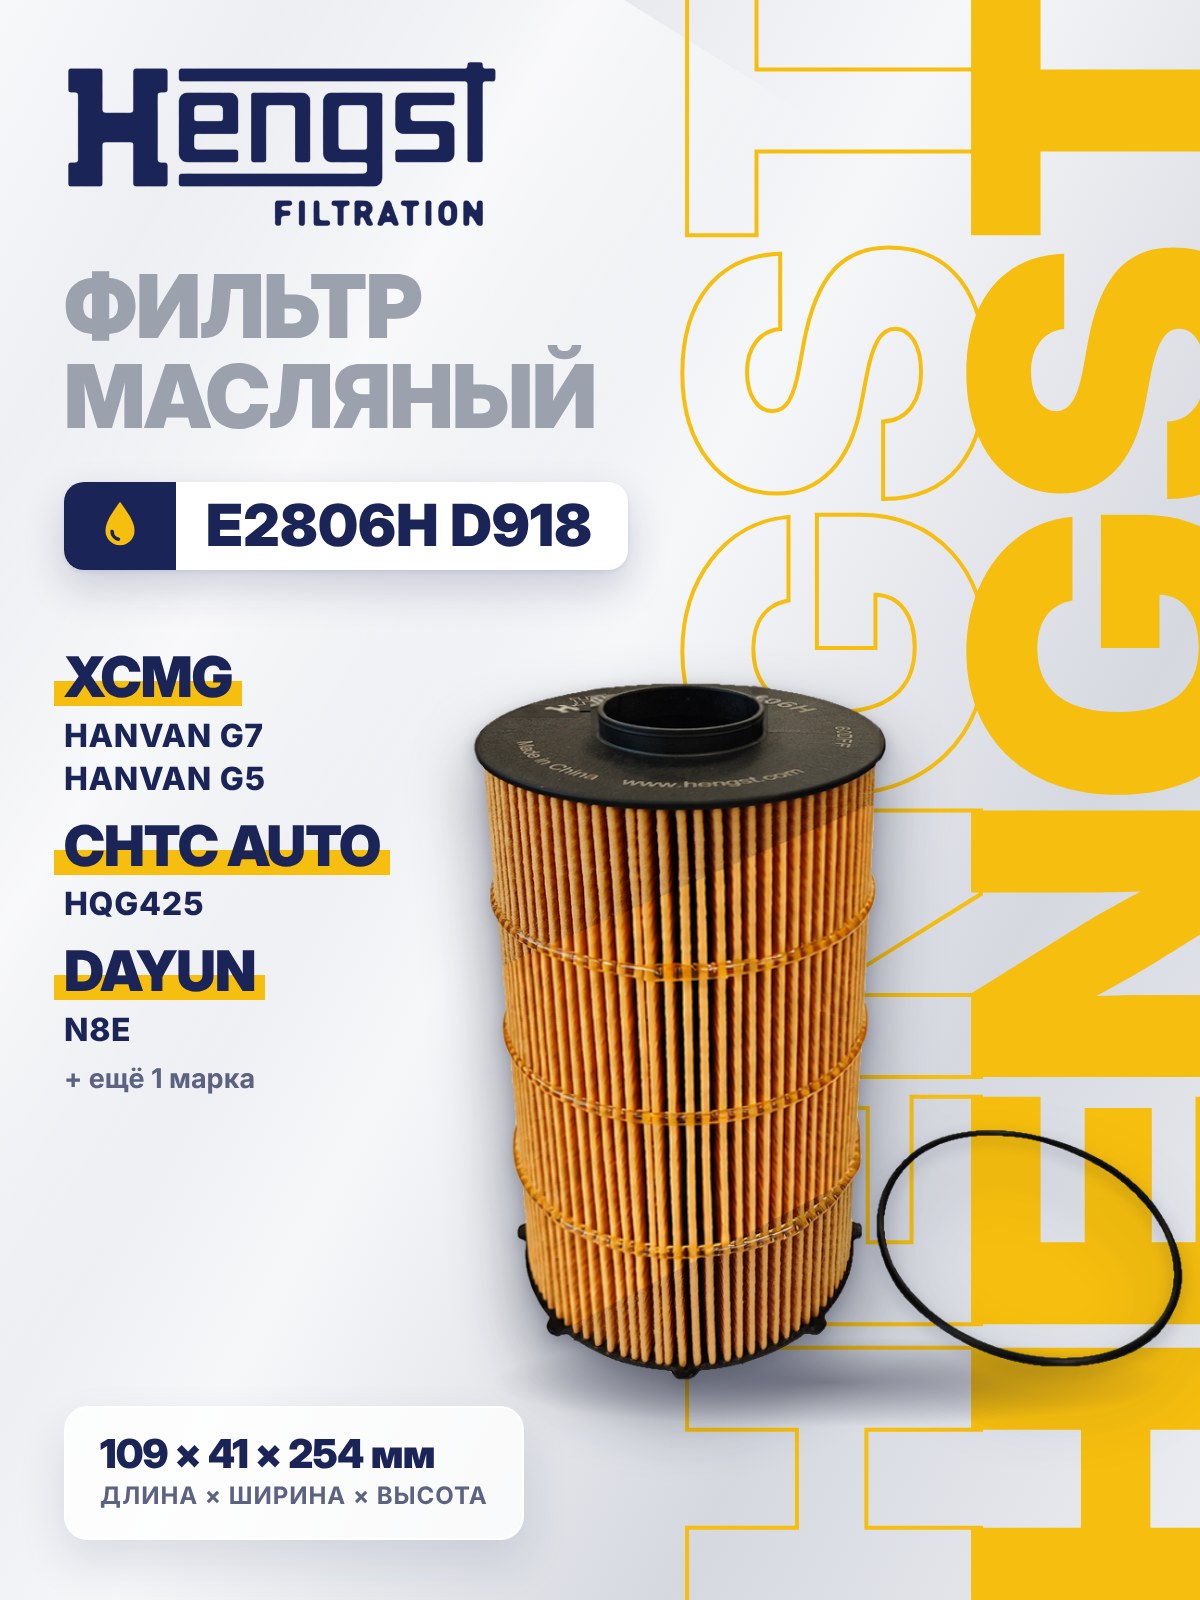 Hengst
FILTRATION
ФИЛЬТР
МАСЛЯНЫЙ
E2806H D918
XCMG
HANVAN G7
HANVAN G5
CHTC AUTO
HQG425
DAYUN
N8E
+ ещё 1 марка
Made in China
www.hengst.com
109 × 41 × 254 мм
ДЛИНА × ШИРИНА × ВЫСОТА
HENGST
HENGST